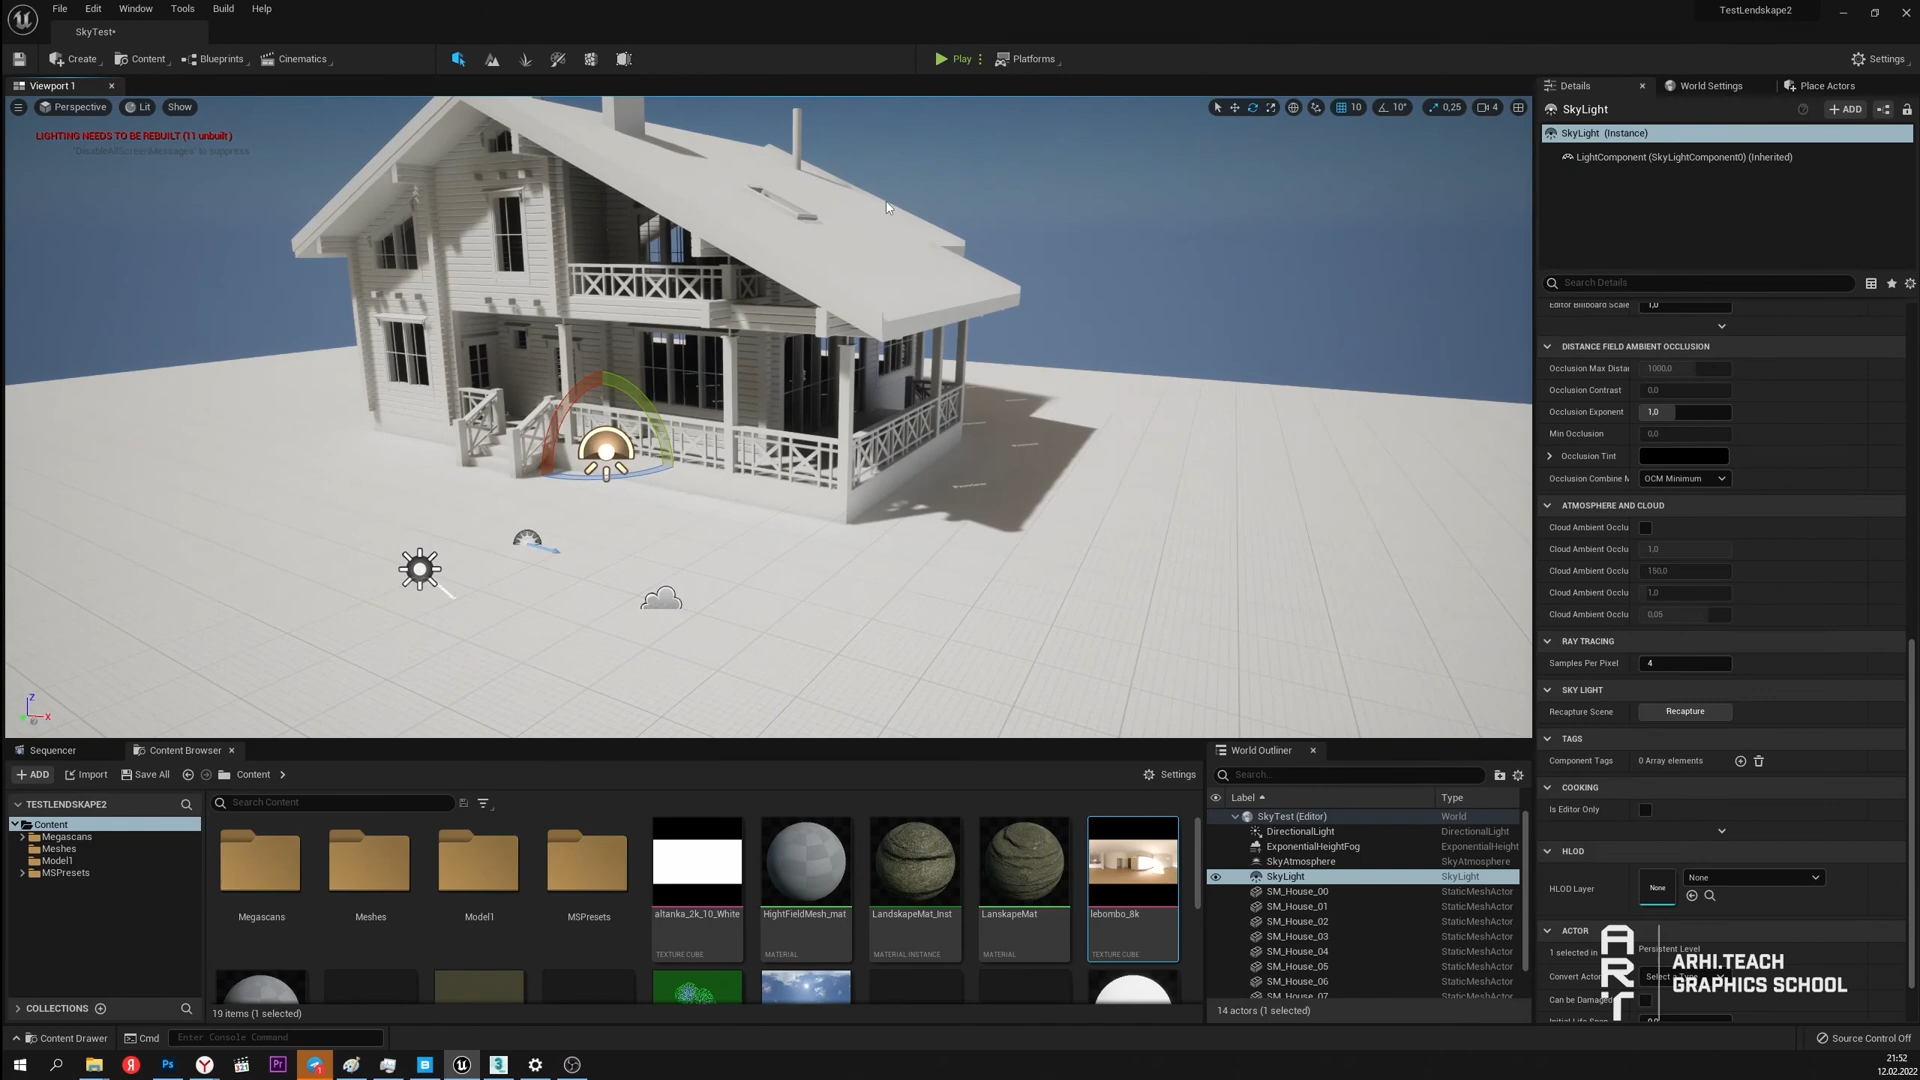 File Edit Window Tools Build Help
TestLendskape2
SkyTest•
Create Content Blueprints Cinematics Play Platforms Settings
Viewport 1
Perspective Lit Show
10 10° 0,25 4
LIGHTING NEEDS TO BE REBUILT (11 unbuilt)
'DisableAllScreenMessages' to suppress
Z
X
Details World Settings Place Actors
SkyLight
+ ADD
SkyLight (Instance)
LightComponent (SkyLightComponent0) (Inherited)
Search Details
Editor Billboard Scale 1,0
DISTANCE FIELD AMBIENT OCCLUSION
Occlusion Max Distan 1000,0
Occlusion Contrast 0,0
Occlusion Exponent 1,0
Min Occlusion 0,0
Occlusion Tint
Occlusion Combine M OCM Minimum
ATMOSPHERE AND CLOUD
Cloud Ambient Occlu
Cloud Ambient Occlu 1,0
Cloud Ambient Occlu 150,0
Cloud Ambient Occlu 1,0
Cloud Ambient Occlu 0,05
RAY TRACING
Samples Per Pixel 4
SKY LIGHT
Recapture Scene Recapture
TAGS
Component Tags 0 Array elements
COOKING
Is Editor Only
HLOD
HLOD Layer None None
ACTOR
1 selected in Persistent Level
Convert Actor
Can be Damaged
ARHI.TEACH
GRAPHICS SCHOOL
Sequencer Content Browser
+ ADD Import Save All Content Settings
TESTLENDSKAPE2
Search Content
Content
Megascans
Meshes
Model1
MSPresets
Megascans
Meshes
Model1
MSPresets
altanka_2k_10_White
TEXTURE CUBE
HightFieldMesh_mat
MATERIAL
LandskapeMat_Inst
MATERIAL INSTANCE
LanskapeMat
MATERIAL
lebombo_8k
TEXTURE CUBE
COLLECTIONS
19 items (1 selected)
World Outliner
Search...
Label Type
SkyTest (Editor) World
DirectionalLight DirectionalLight
ExponentialHeightFog ExponentialHeight
SkyAtmosphere SkyAtmosphere
SkyLight SkyLight
SM_House_00 StaticMeshActor
SM_House_01 StaticMeshActor
SM_House_02 StaticMeshActor
SM_House_03 StaticMeshActor
SM_House_04 StaticMeshActor
SM_House_05 StaticMeshActor
SM_House_06 StaticMeshActor
SM_House_07 StaticMeshActor
14 actors (1 selected)
Content Drawer Cmd Enter Console Command
Source Control Off
21:52
12.02.2022